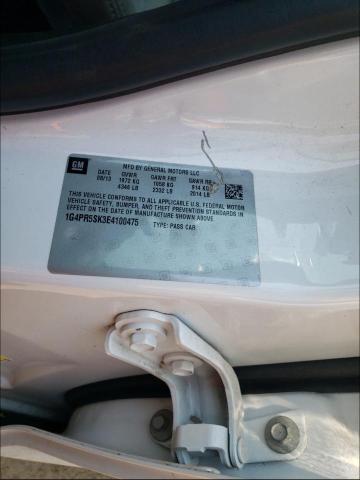 GM
MFD BY GENERAL MOTORS LLC
DATE GVWR GAWR FRT GAWR RR
08/13 1972 KG 1058 KG 914 KG
4346 LB 2332 LB 2014 LB
THIS VEHICLE CONFORMS TO ALL APPLICABLE U.S. FEDERAL MOTOR
VEHICLE SAFETY, BUMPER, AND THEFT PREVENTION STANDARDS
IN EFFECT ON THE DATE OF MANUFACTURE SHOWN ABOVE
1G4PR5SK3E4100475 TYPE: PASS CAR